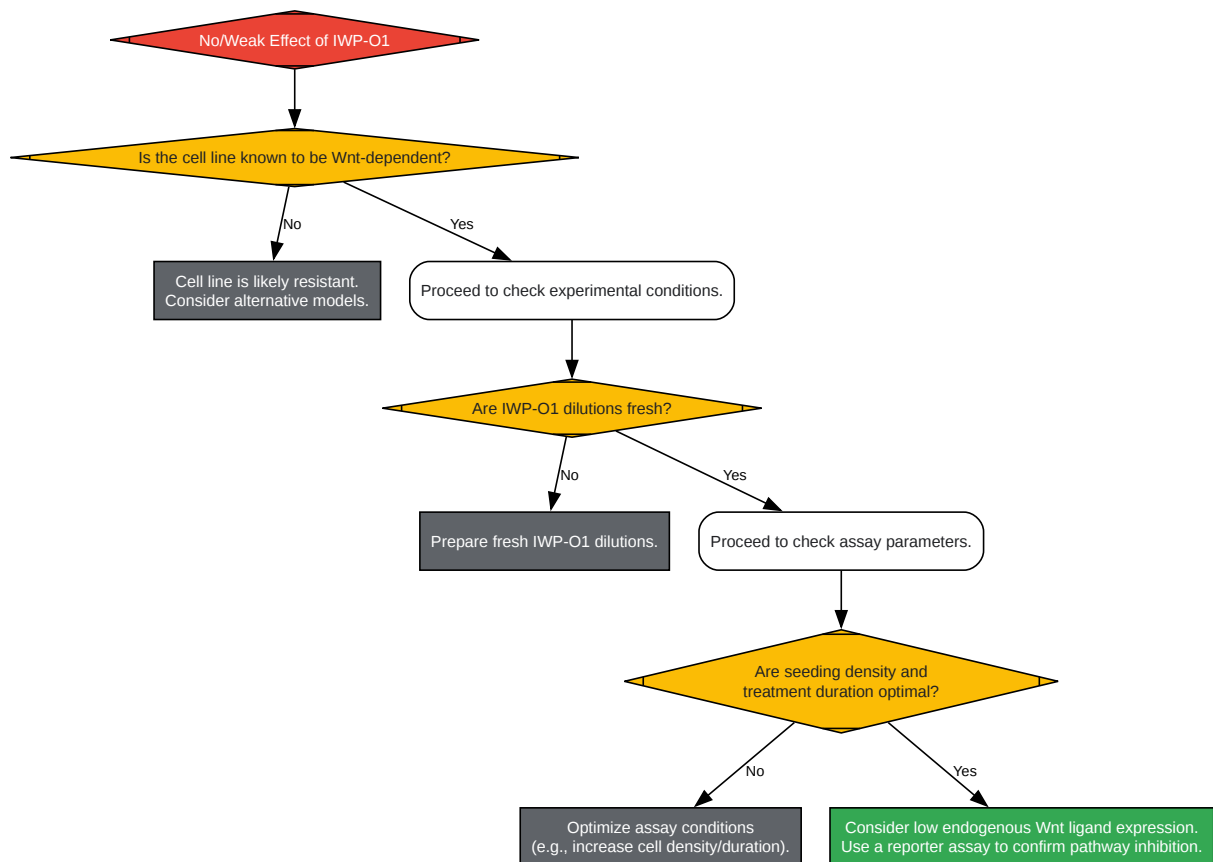 No/Weak Effect of IWP-O1
Is the cell line known to be Wnt-dependent?
No
Yes
Cell line is likely resistant.
Consider alternative models.
Proceed to check experimental conditions.
Are IWP-O1 dilutions fresh?
No
Yes
Prepare fresh IWP-O1 dilutions.
Proceed to check assay parameters.
Are seeding density and
treatment duration optimal?
No
Yes
Optimize assay conditions
(e.g., increase cell density/duration).
Consider low endogenous Wnt ligand expression.
Use a reporter assay to confirm pathway inhibition.